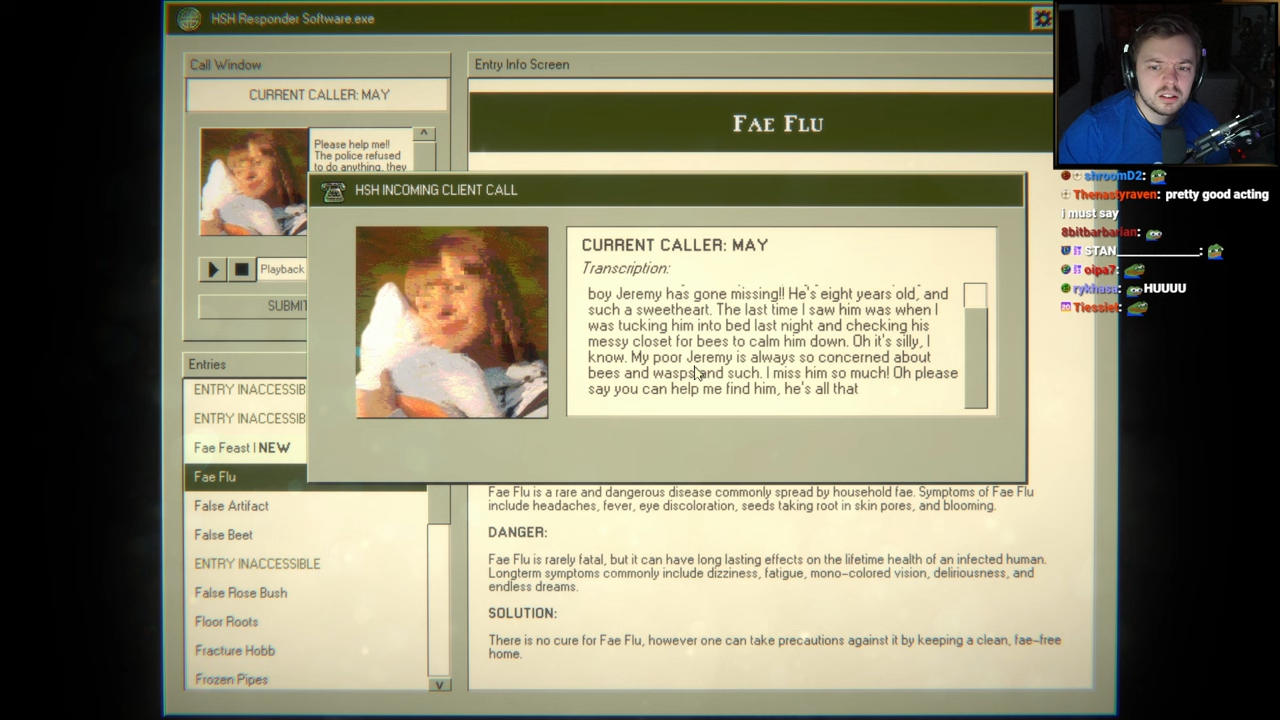 HSH Responder Software.exe
Call Window
CURRENT CALLER: MAY
Please help me!!
The police refused
to do anything, they
Playback
SUBMIT
Entries
ENTRY INACCESSIB
ENTRY INACCESSIB
Fae Feast | NEW
Fae Flu
False Artifact
False Beet
ENTRY INACCESSIBLE
False Rose Bush
Floor Roots
Fracture Hobb
Frozen Pipes
Entry Info Screen
FAE FLU
HSH INCOMING CLIENT CALL
CURRENT CALLER: MAY
Transcription:
boy Jeremy has gone missing!! He's eight years old, and
such a sweetheart. The last time I saw him was when I
was tucking him into bed last night and checking his
messy closet for bees to calm him down. Oh it's silly, I
know. My poor Jeremy is always so concerned about
bees and wasps and such. I miss him so much! Oh please
say you can help me find him, he's all that
Fae Flu is a rare and dangerous disease commonly spread by household fae. Symptoms of Fae Flu
include headaches, fever, eye discoloration, seeds taking root in skin pores, and blooming.
DANGER:
Fae Flu is rarely fatal, but it can have long lasting effects on the lifetime health of an infected human.
Longterm symptoms commonly include dizziness, fatigue, mono-colored vision, deliriousness, and
endless dreams.
SOLUTION:
There is no cure for Fae Flu, however one can take precautions against it by keeping a clean, fae-free
home.
shroomD2:
Thenastyraven: pretty good acting
i must say
8bitbarbarian:
STAN__________:
oipa7:
rykhasa: HUUUU
Tiesslet: